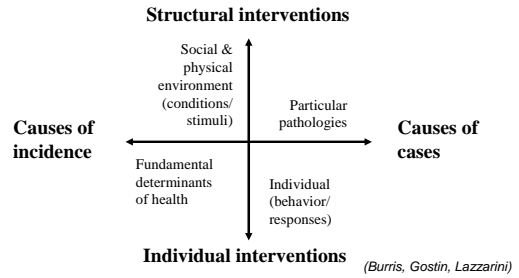 Structural interventions
Social &
physical
environment
(conditions/
stimuli)
Particular
pathologies
Causes of
incidence
Causes of
cases
Fundamental
determinants
of health
Individual
(behavior/
responses)
Individual interventions
(Burris, Gostin, Lazzarini)